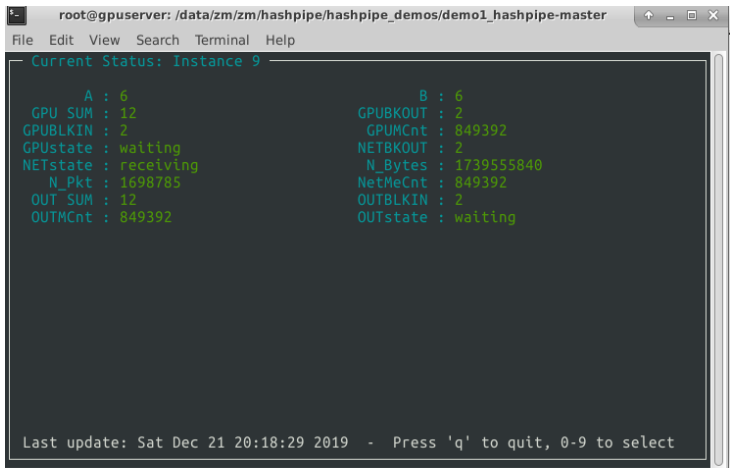 root@gpuserver: /data/zm/zm/hashpipe/hashpipe_demos/demo1_hashpipe-master
File Edit View Search Terminal Help
Current Status: Instance 9
A : 6 B : 6
GPU SUM : 12 GPUBKOUT : 2
GPUBLKIN : 2 GPUMCnt : 849392
GPUstate : waiting NETBKOUT : 2
NETstate : receiving N_Bytes : 1739555840
N_Pkt : 1698785 NetMeCnt : 849392
OUT SUM : 12 OUTBLKIN : 2
OUTMCnt : 849392 OUTstate : waiting
Last update: Sat Dec 21 20:18:29 2019 - Press 'q' to quit, 0-9 to select